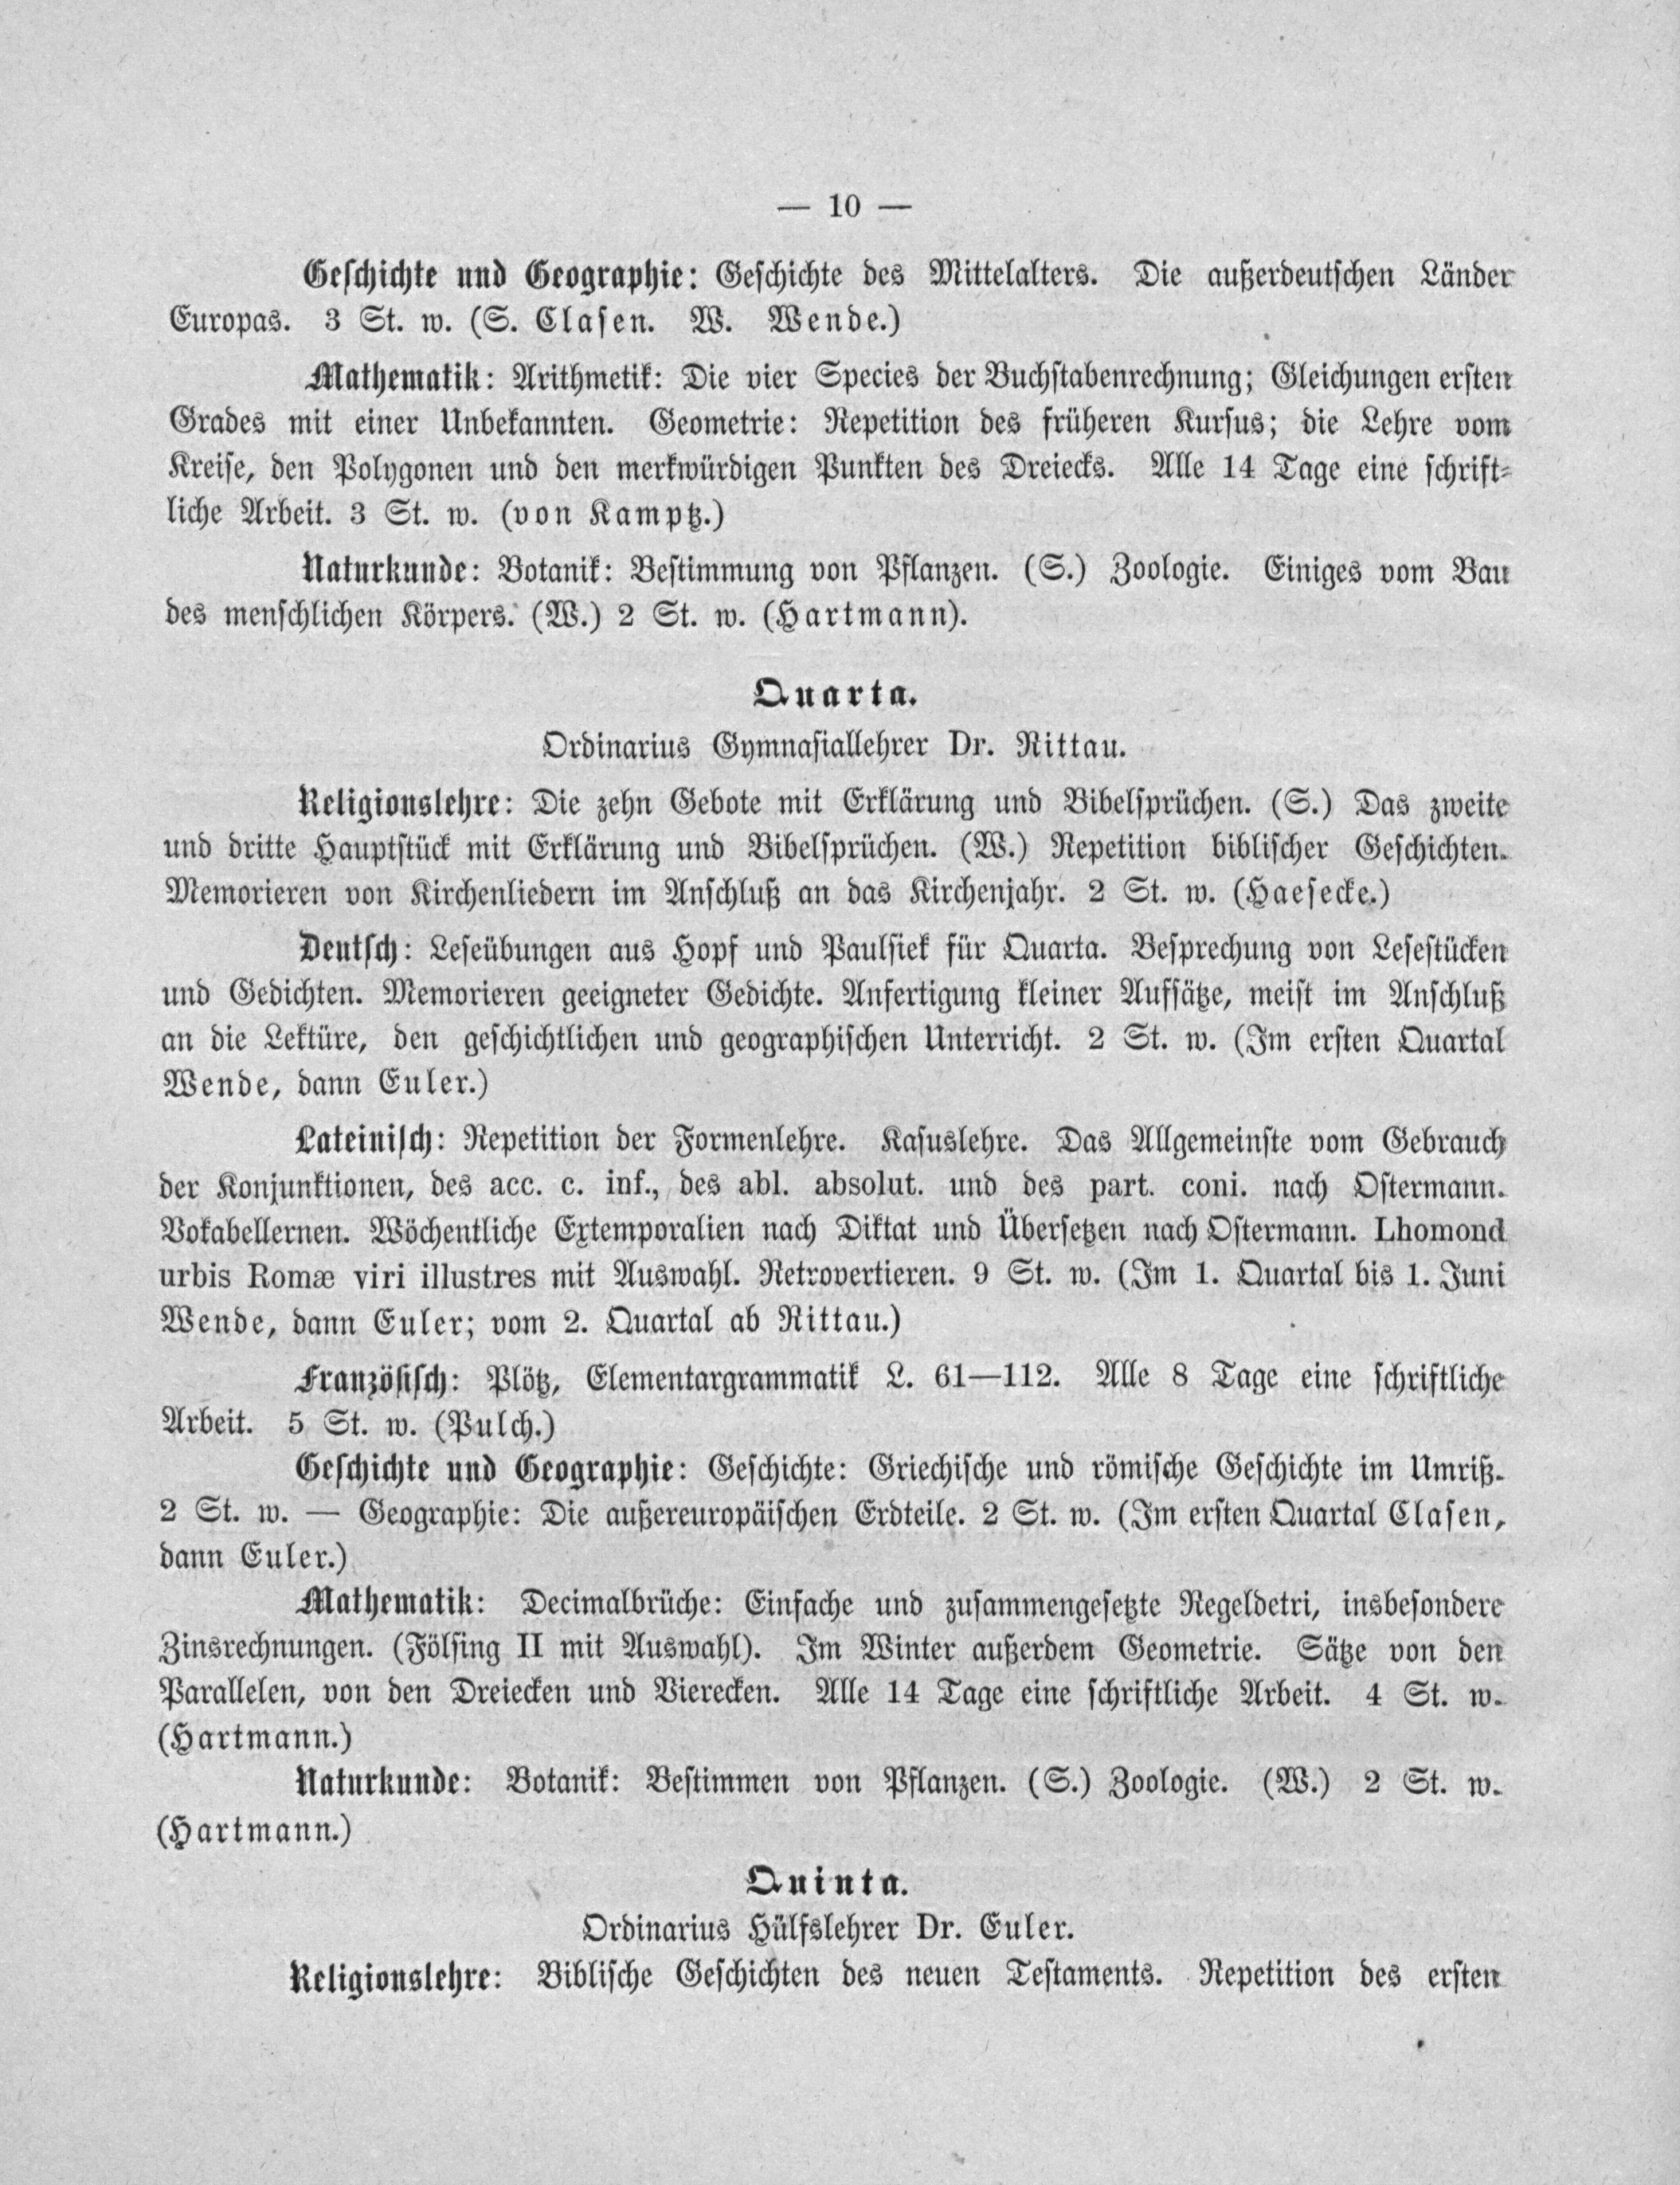 — 10 —
Geschichte und Geographie: Geschichte des Mittelalters. Die außerdeutschen Länder
Europas. 3 St. w. (S. Clasen. W. Wende.)
Mathematik: Arithmetik: Die vier Species der Buchstabenrechnung; Gleichungen ersten
Grades mit einer Unbekannten. Geometrie: Repetition des früheren Kursus; die Lehre vom
Kreise, den Polygonen und den merkwürdigen Punkten des Dreiecks. Alle 14 Tage eine schrift-
liche Arbeit. 3 St. w. (von Kamptz.)
Naturkunde: Botanik: Bestimmung von Pflanzen. (S.) Zoologie. Einiges vom Bau
des menschlichen Körpers. (W.) 2 St. w. (Hartmann).
Quarta.
Ordinarius Gymnasiallehrer Dr. Rittau.
Religionslehre: Die zehn Gebote mit Erklärung und Bibelsprüchen. (S.) Das zweite
und dritte Hauptstück mit Erklärung und Bibelsprüchen. (W.) Repetition biblischer Geschichten.
Memorieren von Kirchenliedern im Anschluß an das Kirchenjahr. 2 St. w. (Haesecke.)
Deutsch: Leseübungen aus Hopf und Paulsiek für Quarta. Besprechung von Lesestücken
und Gedichten. Memorieren geeigneter Gedichte. Anfertigung kleiner Aufsätze, meist im Anschluß
an die Lektüre, den geschichtlichen und geographischen Unterricht. 2 St. w. (Im ersten Quartal
Wende, dann Euler.)
Lateinisch: Repetition der Formenlehre. Kasuslehre. Das Allgemeinste vom Gebrauch
der Konjunktionen, des acc. c. inf., des abl. absolut. und des part. coni. nach Ostermann.
Vokabellernen. Wöchentliche Extemporalien nach Diktat und Übersetzen nach Ostermann. Lhomond
urbis Romæ viri illustres mit Auswahl. Retrovertieren. 9 St. w. (Im 1. Quartal bis 1. Juni
Wende, dann Euler; vom 2. Quartal ab Rittau.)
Französisch: Plötz, Elementargrammatik L. 61—112. Alle 8 Tage eine schriftliche
Arbeit. 5 St. w. (Pulch.)
Geschichte und Geographie: Geschichte: Griechische und römische Geschichte im Umriß.
2 St. w. — Geographie: Die außereuropäischen Erdteile. 2 St. w. (Im ersten Quartal Clasen,
dann Euler.)
Mathematik: Decimalbrüche: Einfache und zusammengesetzte Regeldetri, insbesondere
Zinsrechnungen. (Fölsing II mit Auswahl). Im Winter außerdem Geometrie. Sätze von den
Parallelen, von den Dreiecken und Vierecken. Alle 14 Tage eine schriftliche Arbeit. 4 St. w.
(Hartmann.)
Naturkunde: Botanik: Bestimmen von Pflanzen. (S.) Zoologie. (W.) 2 St. w.
(Hartmann.)
Quinta.
Ordinarius Hülfslehrer Dr. Euler.
Religionslehre: Biblische Geschichten des neuen Testaments. Repetition des ersten